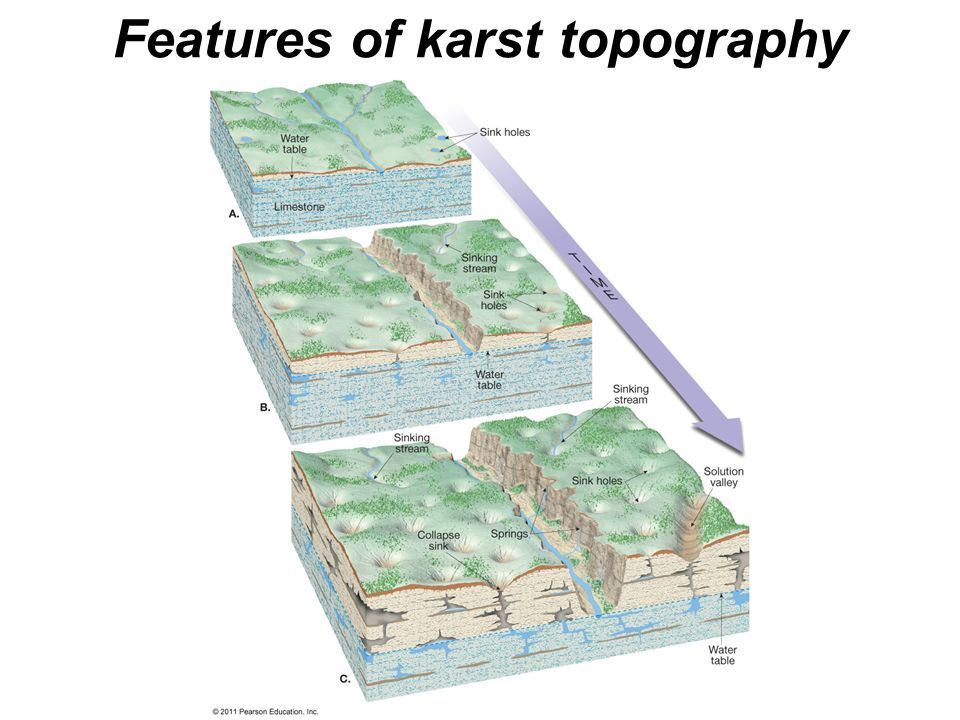 Features of karst topography
Water
table
Sink holes
Limestone
A.
TIME
Sinking
stream
Sink
holes
Water
table
B.
Sinking
stream
Sinking
stream
Sink holes
Solution
valley
Collapse
sink
Springs
Water
table
C.
© 2011 Pearson Education, Inc.